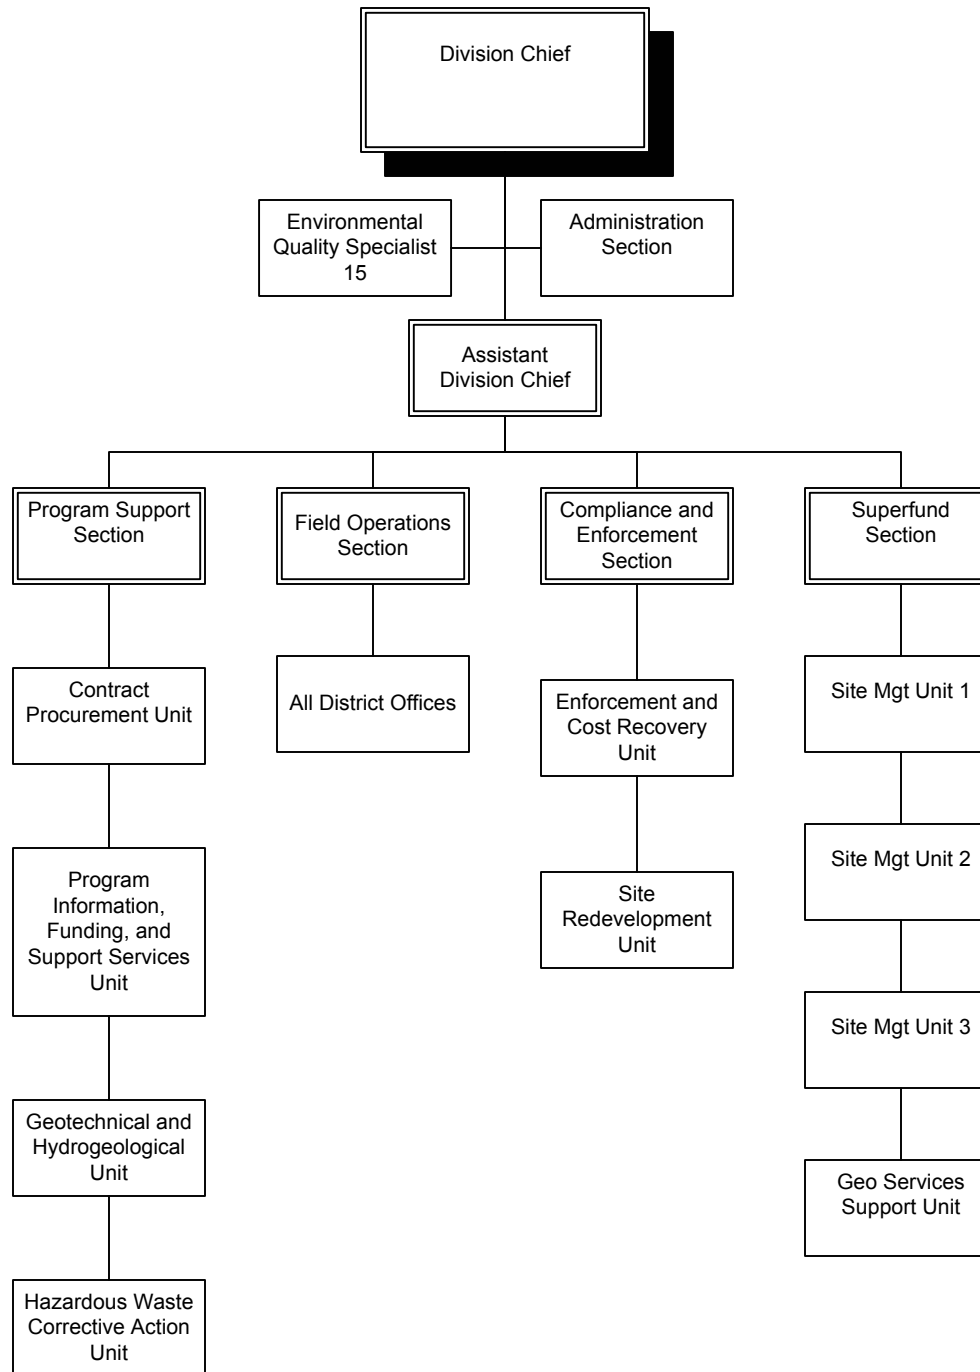 Division Chief
Environmental
Quality Specialist
15
Administration
Section
Assistant
Division Chief
Program Support
Section
Field Operations
Section
Compliance and
Enforcement
Section
Superfund
Section
Contract
Procurement Unit
All District Offices
Enforcement and
Cost Recovery
Unit
Site Mgt Unit 1
Program
Information,
Funding, and
Support Services
Unit
Site
Redevelopment
Unit
Site Mgt Unit 2
Site Mgt Unit 3
Geotechnical and
Hydrogeological
Unit
Geo Services
Support Unit
Hazardous Waste
Corrective Action
Unit